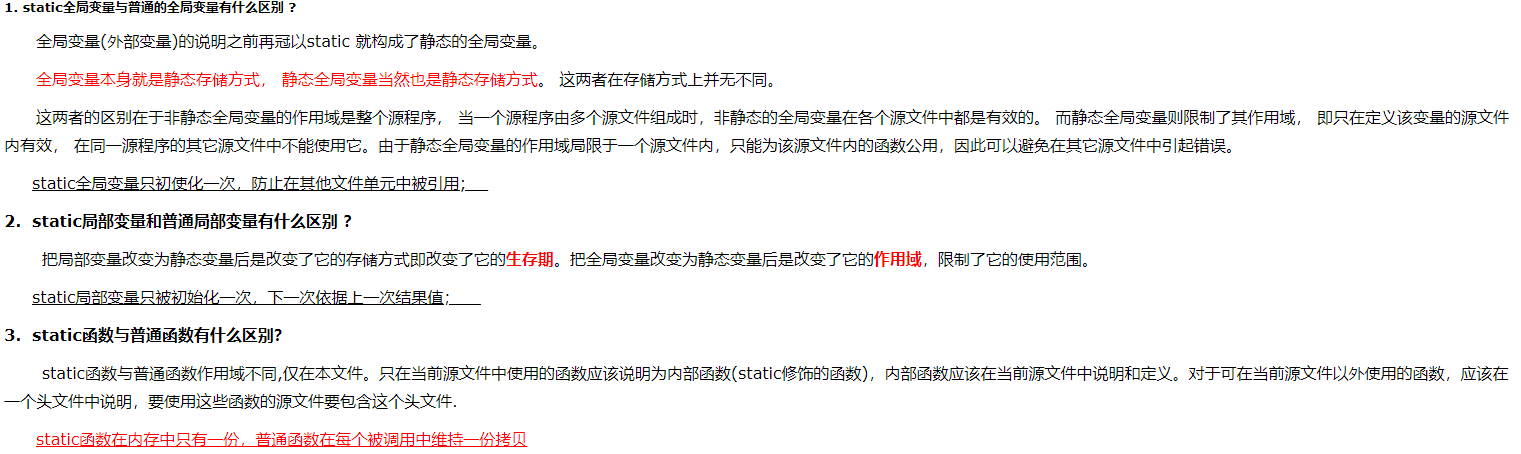 1. static全局变量与普通的全局变量有什么区别 ?
全局变量(外部变量)的说明之前再冠以static 就构成了静态的全局变量。
全局变量本身就是静态存储方式， 静态全局变量当然也是静态存储方式。 这两者在存储方式上并无不同。
这两者的区别在于非静态全局变量的作用域是整个源程序， 当一个源程序由多个源文件组成时，非静态的全局变量在各个源文件中都是有效的。 而静态全局变量则限制了其作用域， 即只在定义该变量的源文件
内有效， 在同一源程序的其它源文件中不能使用它。由于静态全局变量的作用域局限于一个源文件内，只能为该源文件内的函数公用，因此可以避免在其它源文件中引起错误。
static全局变量只初使化一次，防止在其他文件单元中被引用;
2. static局部变量和普通局部变量有什么区别 ?
把局部变量改变为静态变量后是改变了它的存储方式即改变了它的生存期。把全局变量改变为静态变量后是改变了它的作用域，限制了它的使用范围。
static局部变量只被初始化一次，下一次依据上一次结果值;
3. static函数与普通函数有什么区别?
static函数与普通函数作用域不同,仅在本文件。只在当前源文件中使用的函数应该说明为内部函数(static修饰的函数)，内部函数应该在当前源文件中说明和定义。对于可在当前源文件以外使用的函数，应该在
一个头文件中说明，要使用这些函数的源文件要包含这个头文件.
static函数在内存中只有一份，普通函数在每个被调用中维持一份拷贝